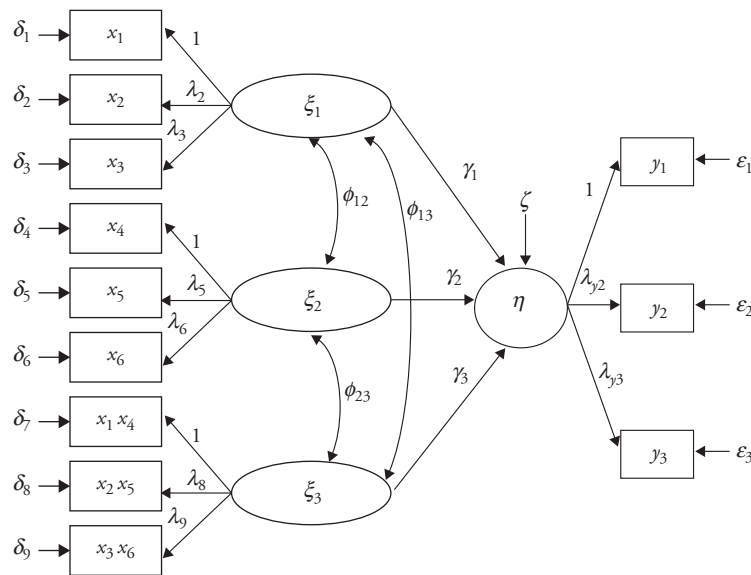 δ₁ x₁ 1
δ₂ x₂ λ₂ ξ₁
δ₃ x₃ λ₃
ϕ₁₂ ϕ₁₃ γ₁
δ₄ x₄ 1
δ₅ x₅ λ₅ ξ₂ γ₂
δ₆ x₆ λ₆
ϕ₂₃ γ₃
δ₇ x₁ x₄ 1
δ₈ x₂ x₅ λ₈ ξ₃
δ₉ x₃ x₆ λ₉
ζ
η
1 y₁ ε₁
λy2 y₂ ε₂
λy3 y₃ ε₃